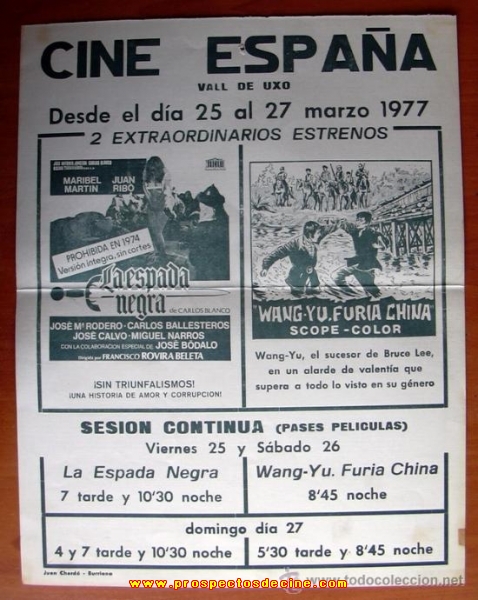 CINE ESPAÑA
VALL DE UXO
Desde el día 25 al 27 marzo 1977
2 EXTRAORDINARIOS ESTRENOS
MARIBEL MARTIN
JUAN RIBO
PROHIBIDA EN 1974
Versión integra, sin cortes
La espada
negra
de CARLOS BLANCO
JOSÉ Mª RODERO - CARLOS BALLESTEROS
JOSÉ CALVO - MIGUEL NARROS
CON LA COLABORACION ESPECIAL DE JOSÉ BÓDALO
Dirigida por FRANCISCO ROVIRA BELETA
¡SIN TRIUNFALISMOS!
¡UNA HISTORIA DE AMOR Y CORRUPCION!
"WANG-YU. FURIA CHINA"
SCOPE - COLOR
Wang-Yu, el sucesor de Bruce Lee,
en un alarde de valentía que
supera a todo lo visto en su género
SESION CONTINUA (PASES PELICULAS)
Viernes 25 y Sábado 26
La Espada Negra
7 tarde y 10'30 noche
Wang-Yu. Furia China
8'45 noche
domingo día 27
4 y 7 tarde y 10'30 noche
5'30 tarde y 8'45 noche
Juan Chordá - Burriana
www.prospectosdecine.com
www.todocoleccion.net